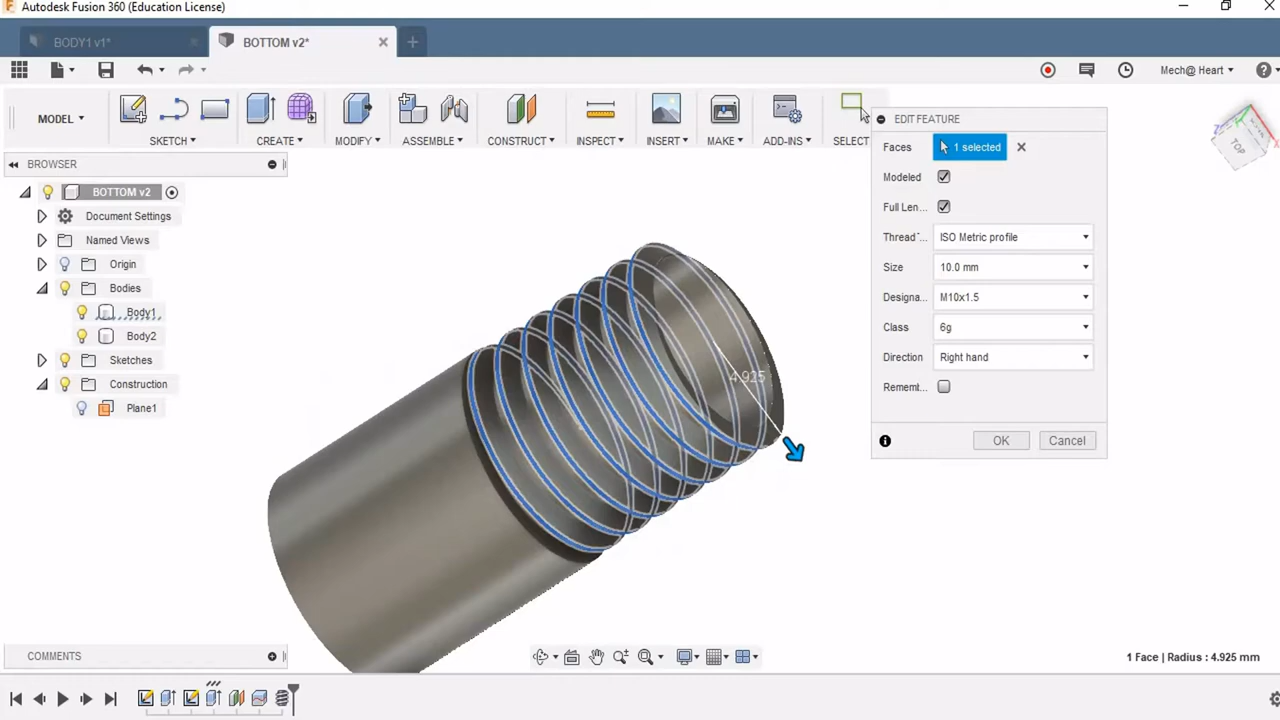 Autodesk Fusion 360 (Education License)
BODY1 v1*
BOTTOM v2*
Mech@ Heart
MODEL
SKETCH
CREATE
MODIFY
ASSEMBLE
CONSTRUCT
INSPECT
INSERT
MAKE
ADD-INS
SELECT
BROWSER
BOTTOM v2
Document Settings
Named Views
Origin
Bodies
Body1
Body2
Sketches
Construction
Plane1
EDIT FEATURE
Faces 1 selected
Modeled
Full Len...
Thread`... ISO Metric profile
Size 10.0 mm
Designa... M10x1.5
Class 6g
Direction Right hand
Rememt...
OK Cancel
TOP
4.925
COMMENTS
1 Face | Radius : 4.925 mm